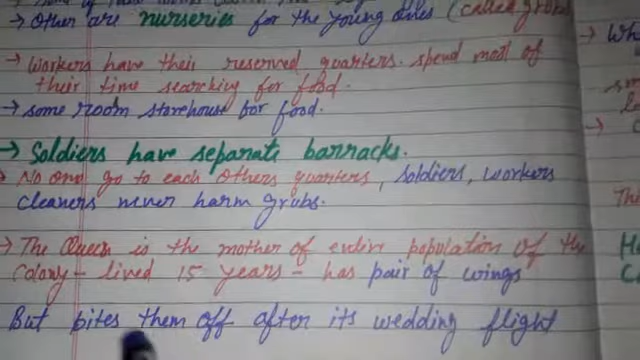 → Other are nurseries for the young ones (called grubs
→ Workers have their reserved quarters. spend most of
their time searching for food.
→ some room storehouse for food.
→ Soldiers have separate barracks.
→ No one go to each others quarters, soldiers, workers
cleaners never harm grubs.
→ The Queen is the mother of entire population of the
Colony - lived 15 years - has pair of wings
But bites them off after its wedding flight